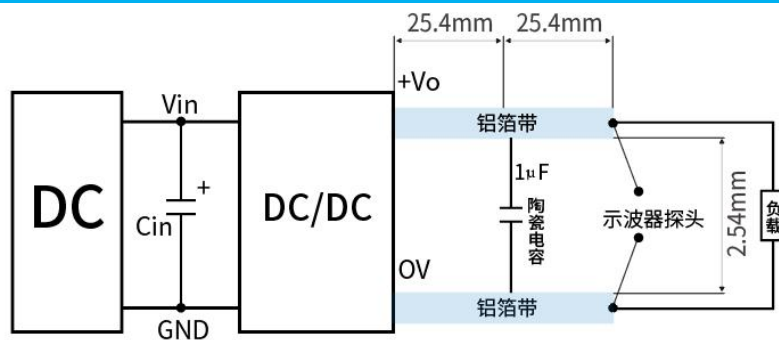 25.4mm 25.4mm
+Vo
Vin
铝箔带
DC
+
Cin
DC/DC
1μF
陶瓷电容
示波器探头
2.54mm
负载
OV
铝箔带
GND